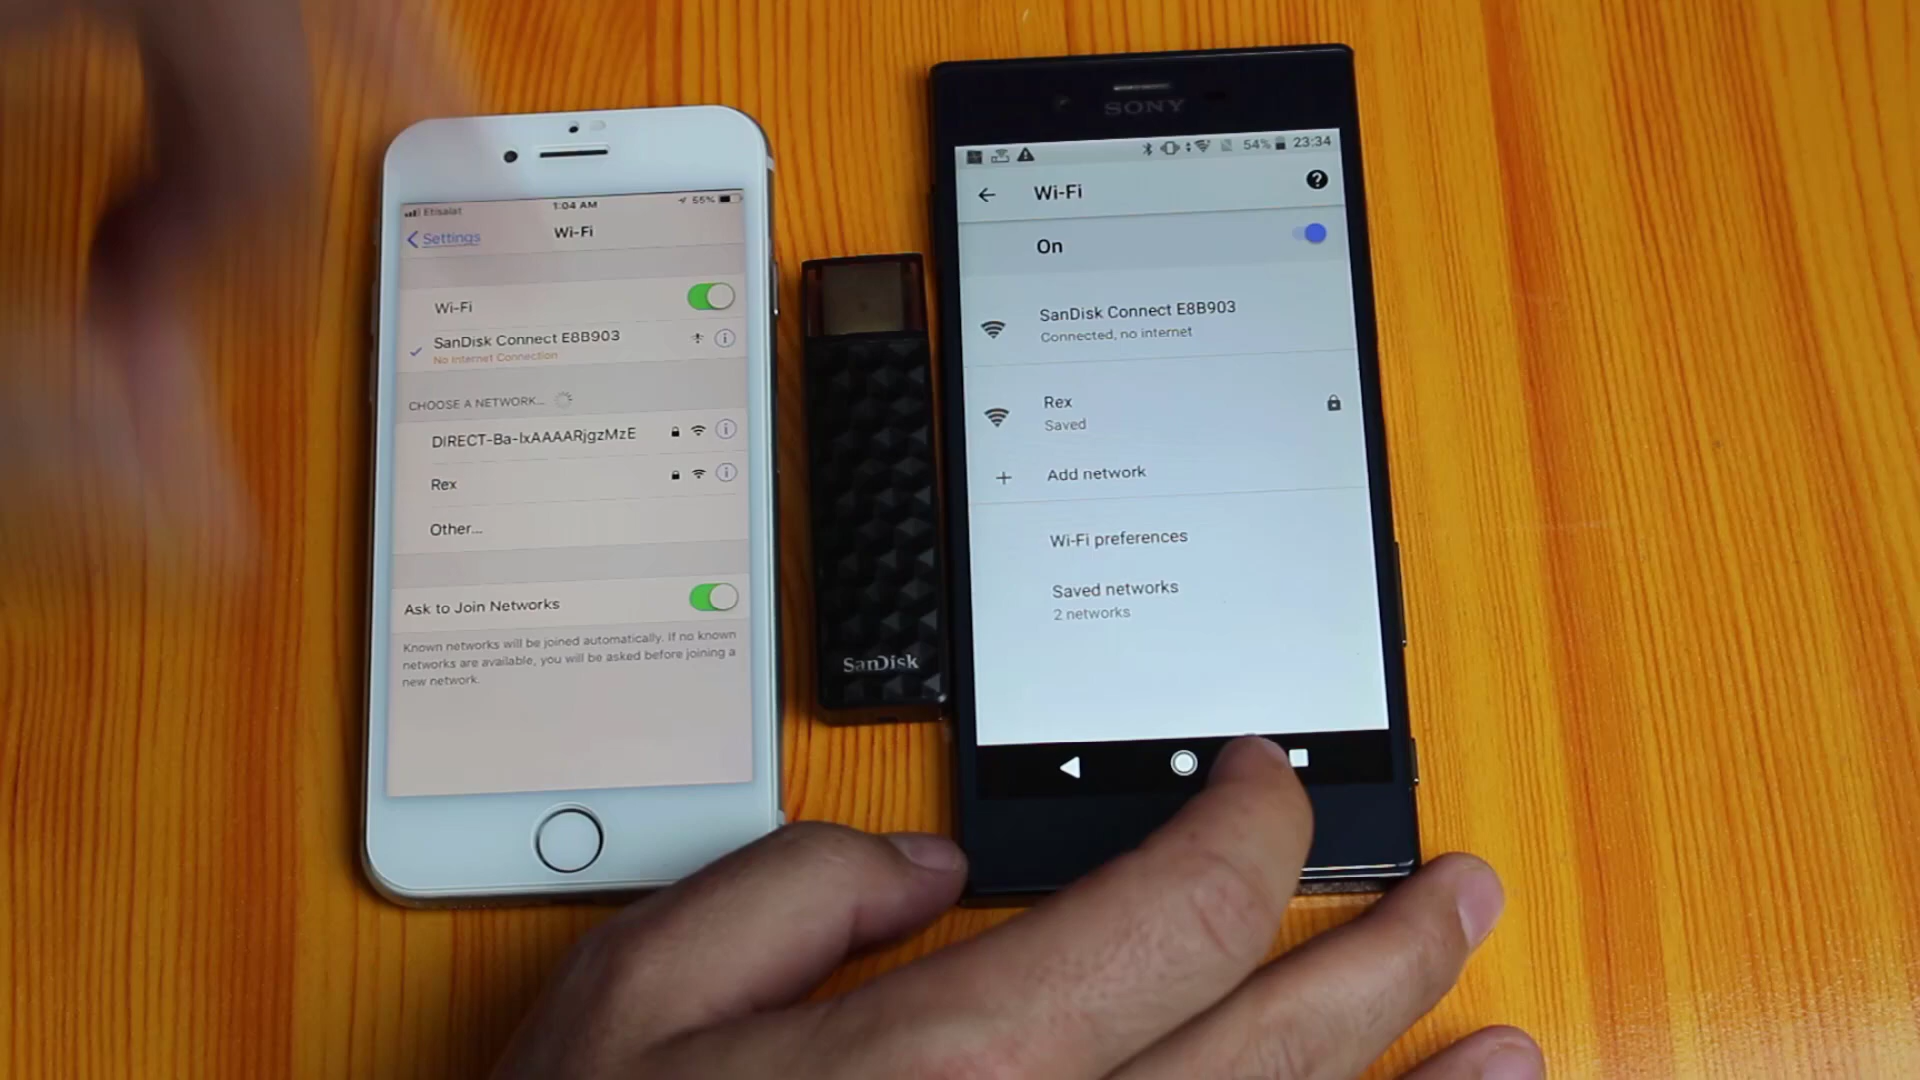 Etisalat
1:04 AM
55%
Settings
Wi-Fi
Wi-Fi
SanDisk Connect E8B903
No Internet Connection
CHOOSE A NETWORK...
DIRECT-Ba-IxAAAARjgzMzE
Rex
Other...
Ask to Join Networks
Known networks will be joined automatically. If no known
networks are available, you will be asked before joining a
new network.
SanDisk
SONY
54%
23:34
Wi-Fi
On
SanDisk Connect E8B903
Connected, no internet
Rex
Saved
Add network
Wi-Fi preferences
Saved networks
2 networks